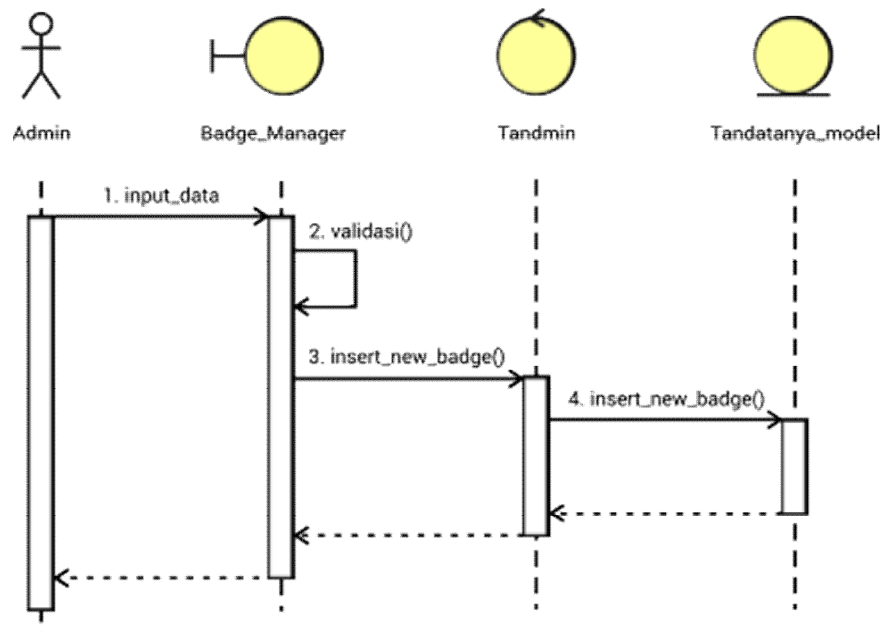 Admin
Badge_Manager
Tandmin
Tandatanya_model
1. input_data
2. validasi()
3. insert_new_badge()
4. insert_new_badge()